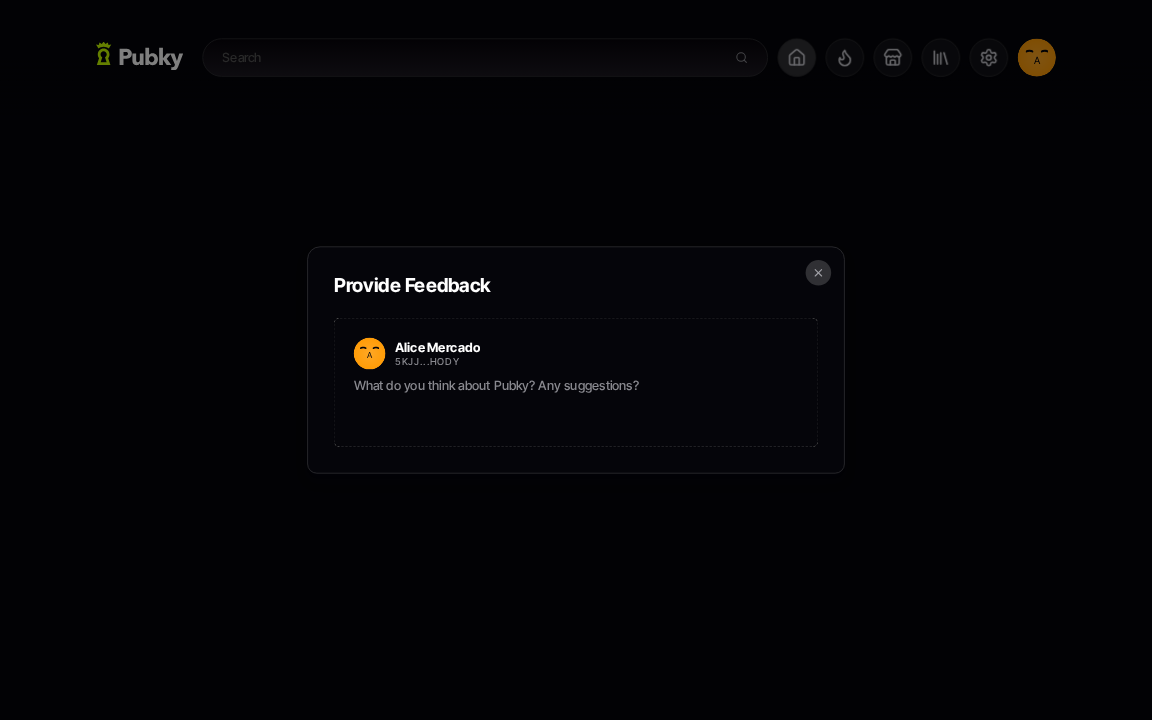 Pubky
Search
A
Provide Feedback
A
Alice Mercado
5KJJ...HODY
What do you think about Pubky? Any suggestions?